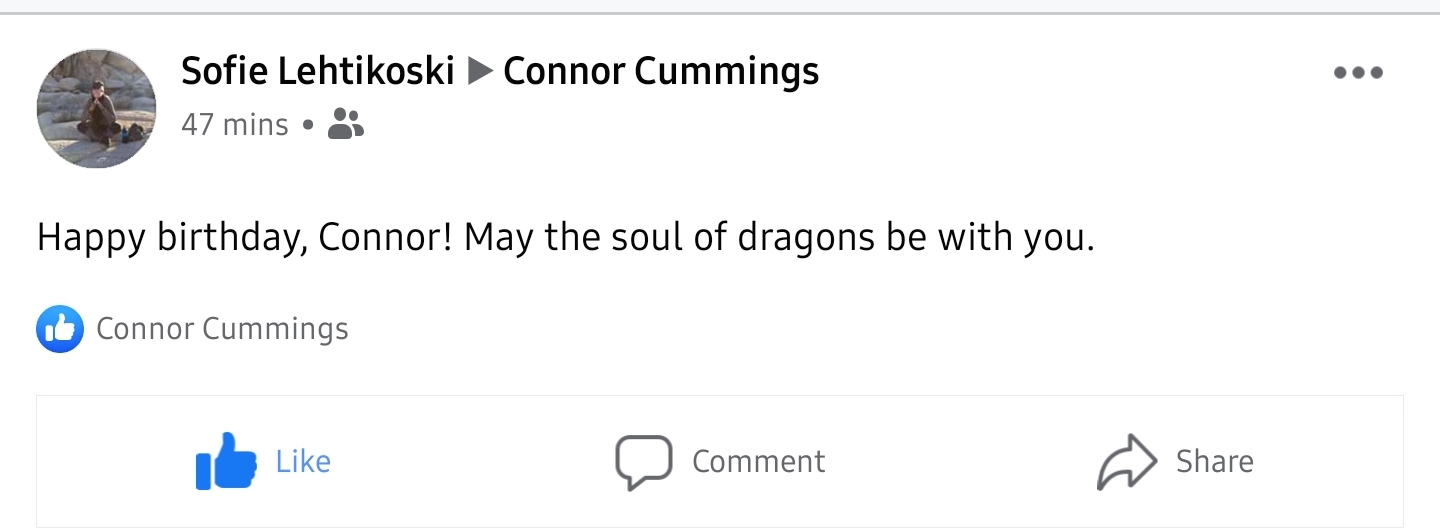 Sofie Lehtikoski ▶ Connor Cummings
47 mins •
Happy birthday, Connor! May the soul of dragons be with you.
Connor Cummings
Like Comment Share